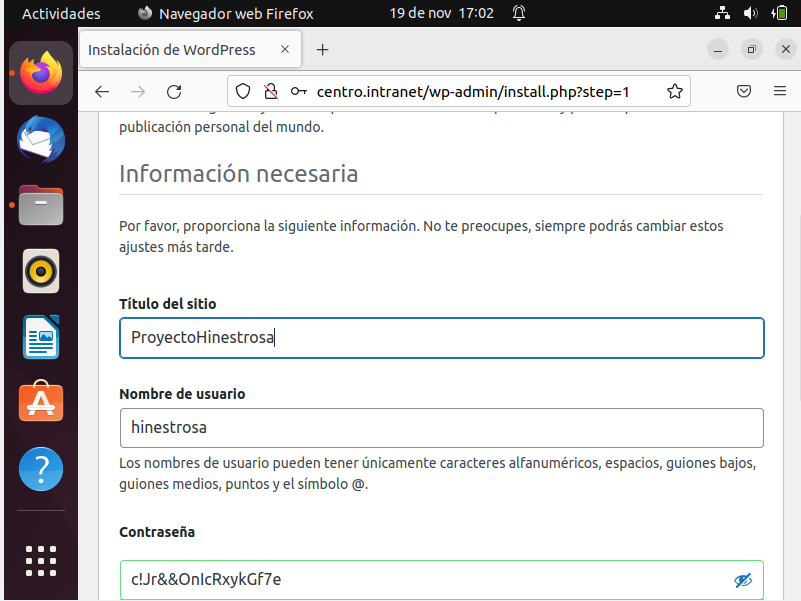 Actividades
Navegador web Firefox
19 de nov 17:02
Instalación de WordPress
centro.intranet/wp-admin/install.php?step=1
publicación personal del mundo.
Información necesaria
Por favor, proporciona la siguiente información. No te preocupes, siempre podrás cambiar estos
ajustes más tarde.
Título del sitio
ProyectoHinestrosa
Nombre de usuario
hinestrosa
Los nombres de usuario pueden tener únicamente caracteres alfanuméricos, espacios, guiones bajos,
guiones medios, puntos y el símbolo @.
Contraseña
c!Jr&&OnIcRxykGf7e